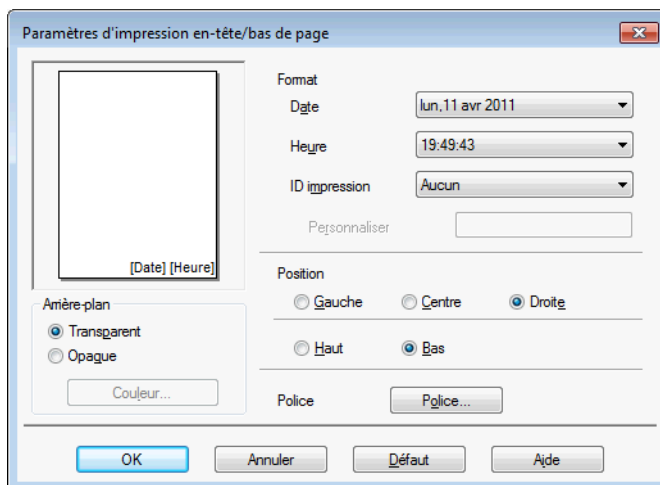 Paramètres d'impression en-tête/bas de page
[Date] [Heure]
Arrière-plan
Transparent
Opaque
Couleur...
Format
Date
lun,11 avr 2011
Heure
19:49:43
ID impression
Aucun
Personnaliser
Position
Gauche
Centre
Droite
Haut
Bas
Police
Police...
OK
Annuler
Défaut
Aide